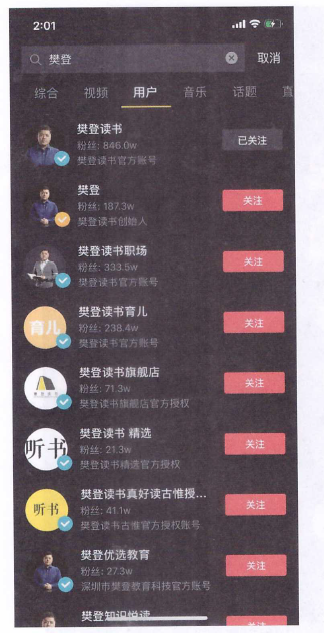 2:01
樊登
取消
综合 视频 用户 音乐 话题 直
樊登读书
粉丝: 846.0w
樊登读书官方账号
已关注
樊登
粉丝: 187.3w
樊登读书创始人
关注
樊登读书职场
粉丝: 333.5w
樊登读书官方账号
关注
育儿
樊登读书育儿
粉丝: 238.4w
樊登读书官方账号
关注
樊登读书旗舰店
粉丝: 71.3w
樊登读书旗舰店官方授权
关注
听书
樊登读书 精选
粉丝: 21.3w
樊登读书精选官方授权
关注
听书
樊登读书真好读古惟授...
粉丝: 41.1w
樊登读书古惟官方授权账号
关注
樊登优选教育
粉丝: 27.3w
深圳市樊登教育科技官方账号
关注
樊登知识悦读
关注